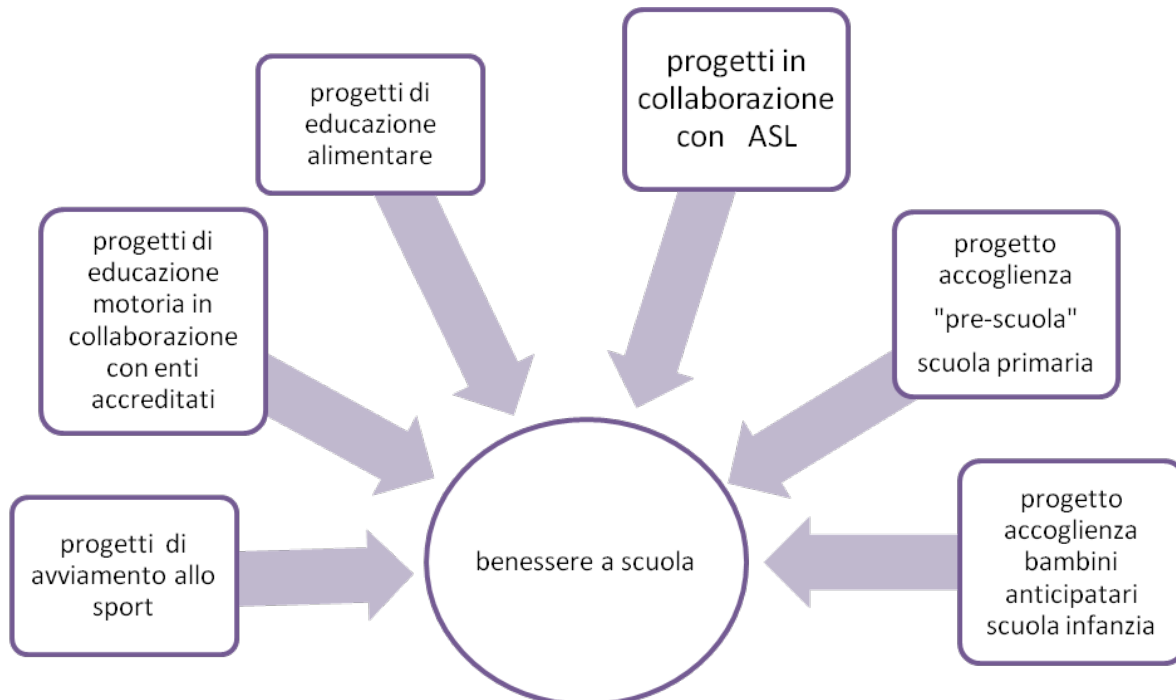 progetti di
educazione
alimentare
progetti in
collaborazione
con ASL
progetti di
educazione
motoria in
collaborazione
con enti
accreditati
progetto
accoglienza
"pre-scuola"
scuola primaria
progetti di
avviamento allo
sport
benessere a scuola
progetto
accoglienza
bambini
anticipatari
scuola infanzia